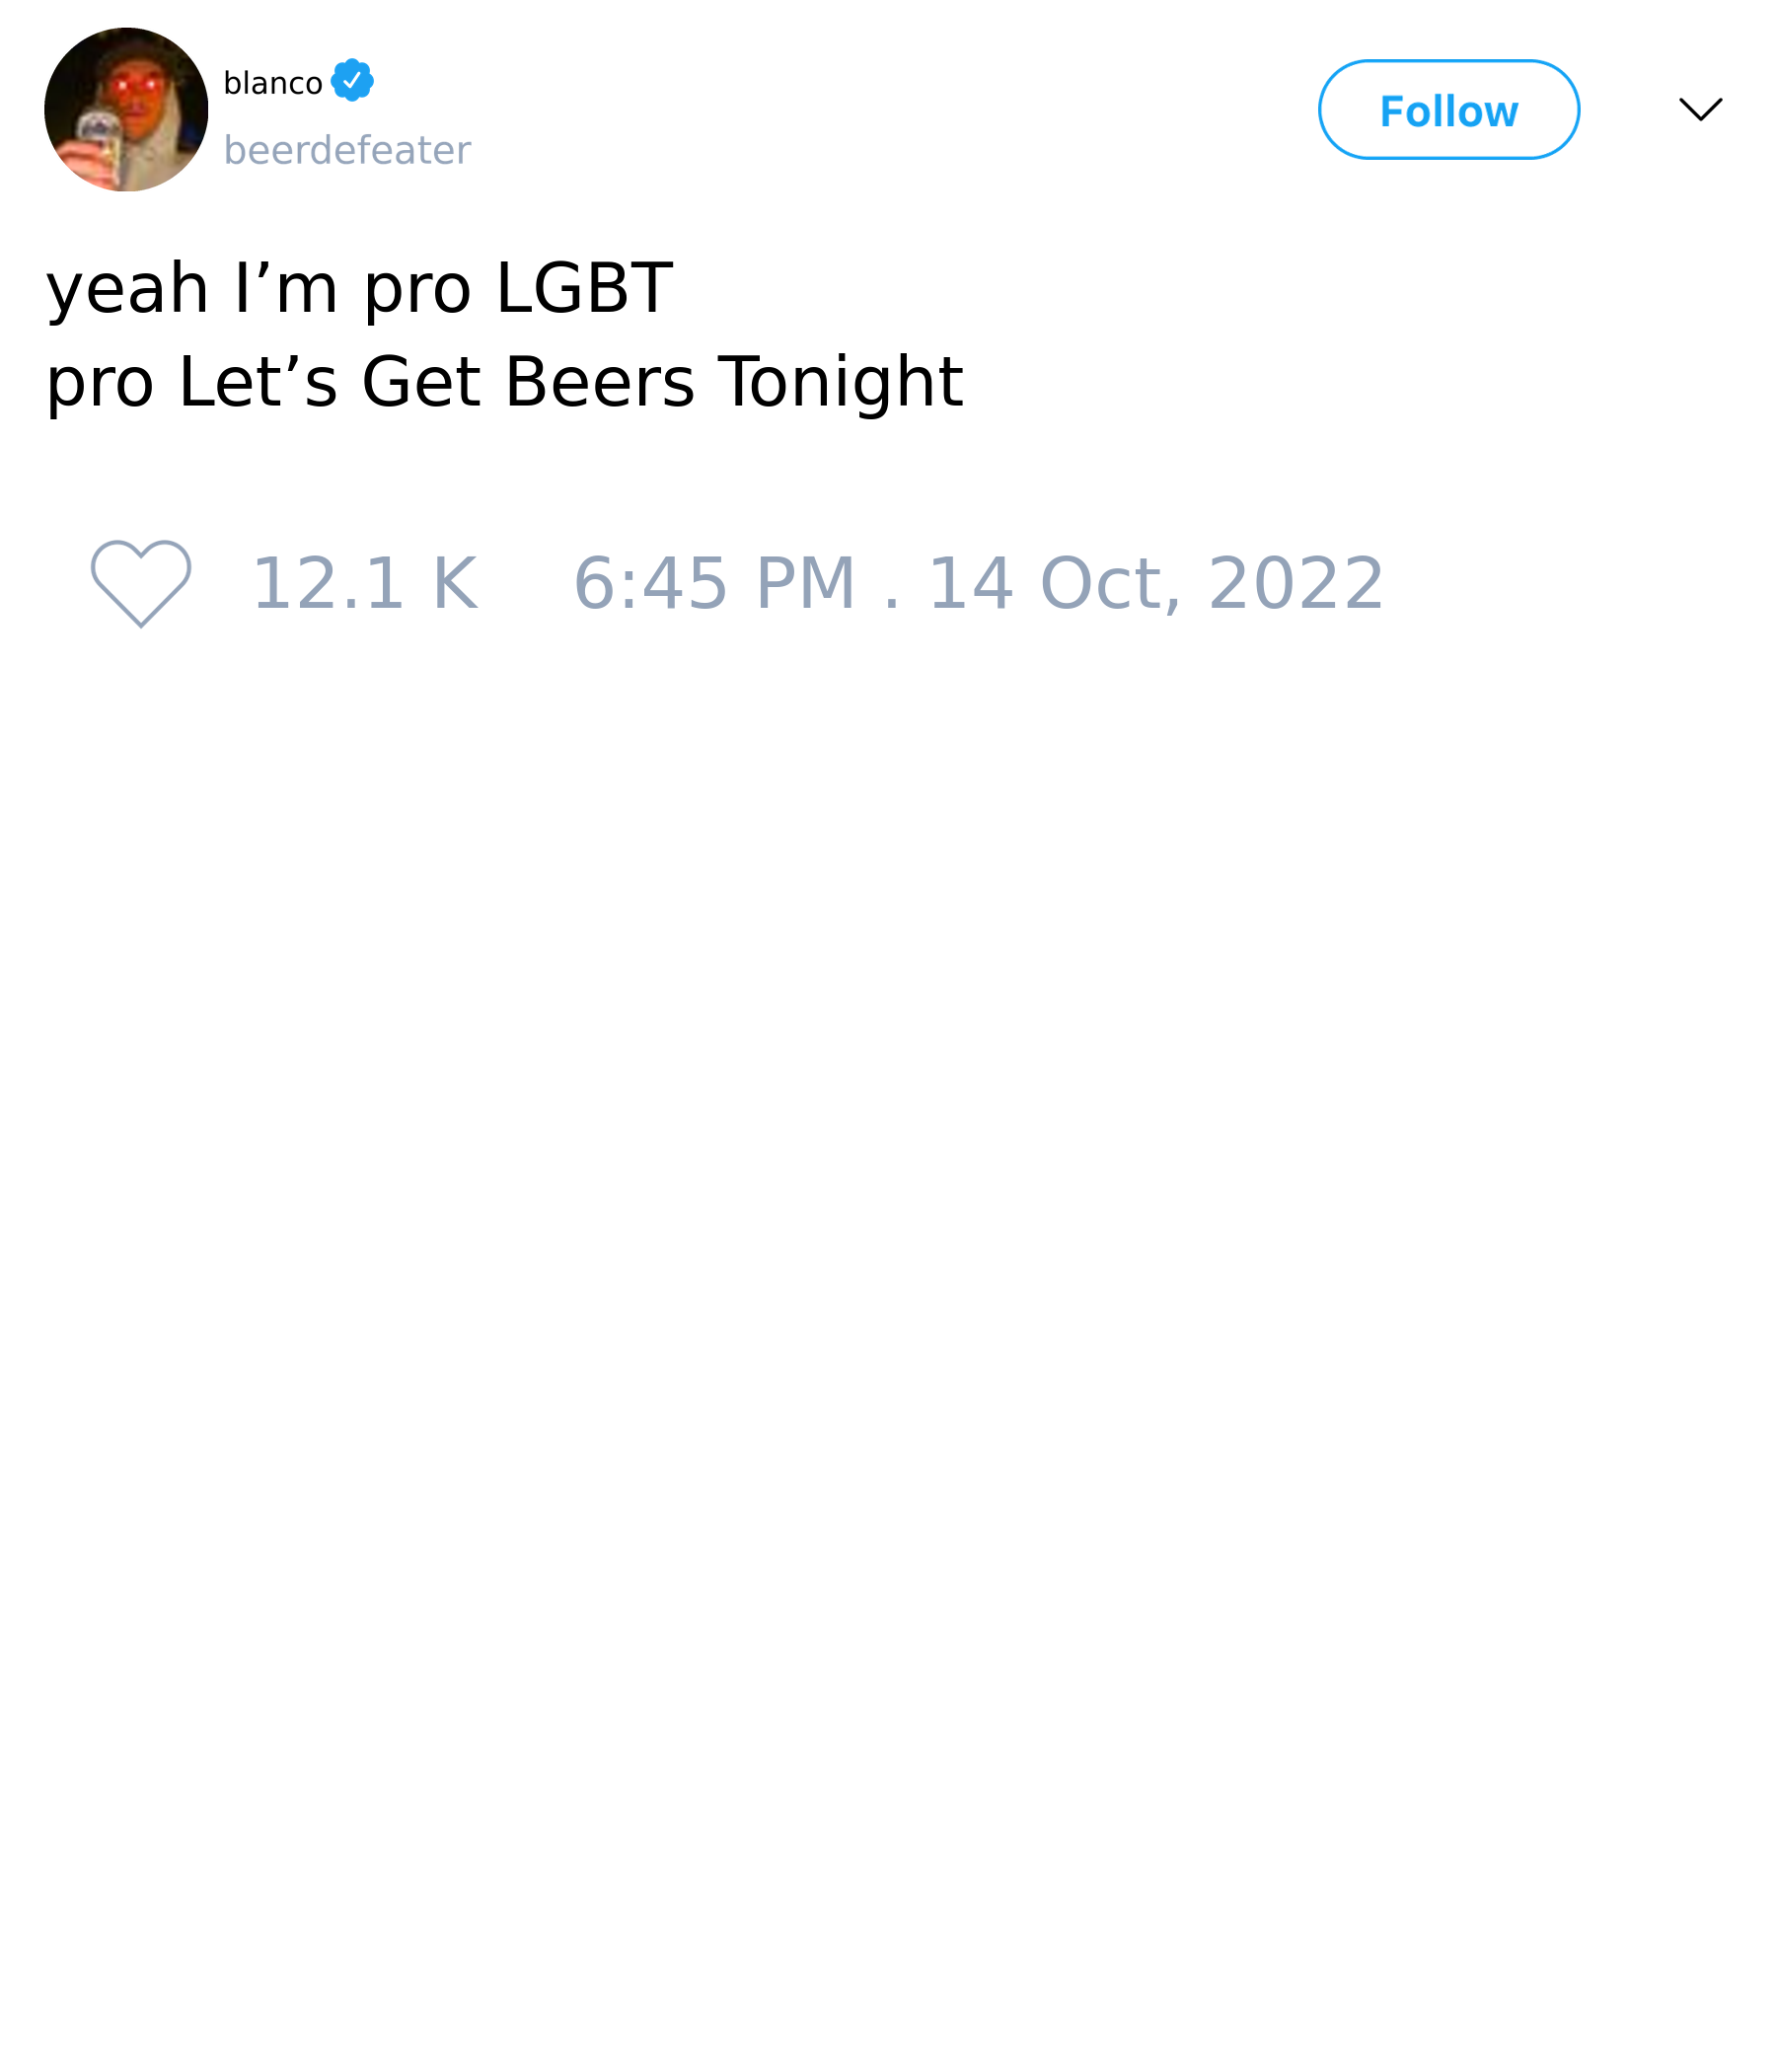 blanco
beerdefeater
Follow
yeah I’m pro LGBT
pro Let’s Get Beers Tonight
12.1 K 6:45 PM . 14 Oct, 2022